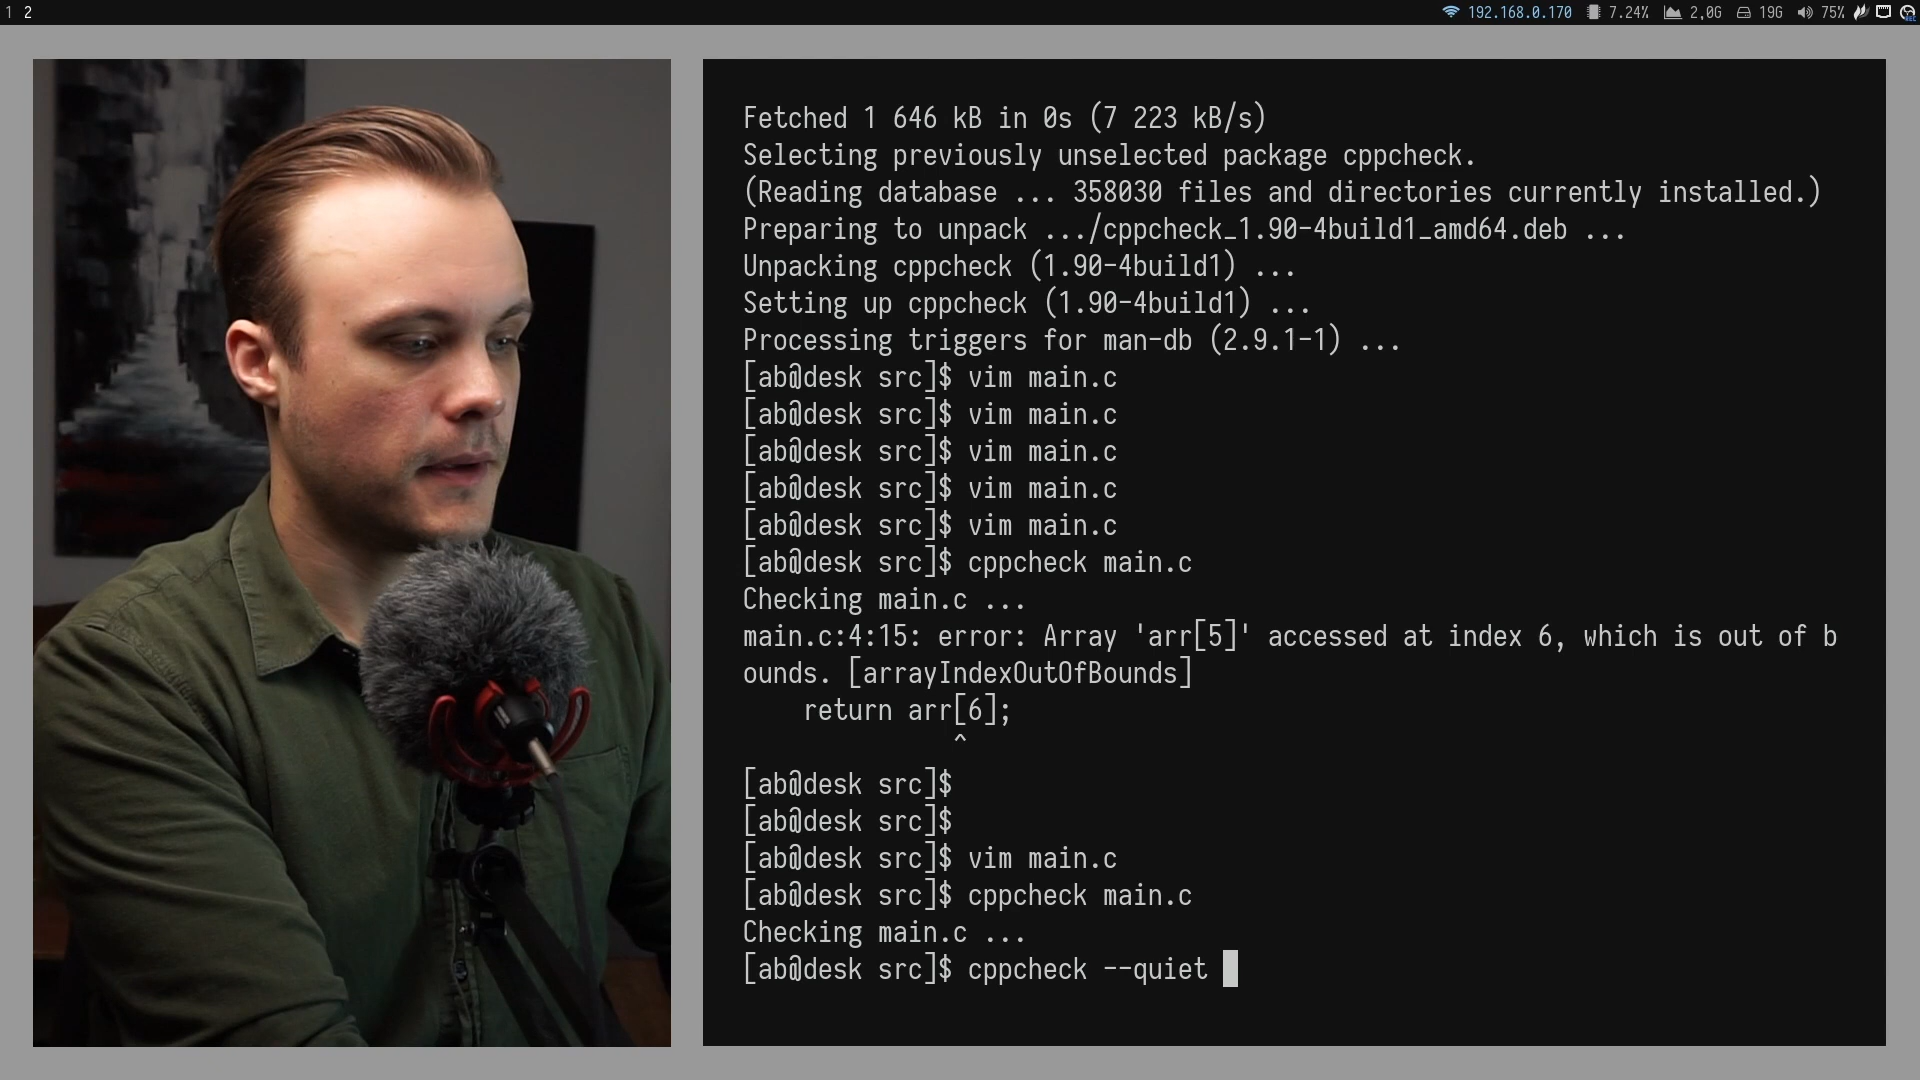 1 2
192.168.0.170 7.24% 2,0G 19G 75%
REC
Fetched 1 646 kB in 0s (7 223 kB/s)
Selecting previously unselected package cppcheck.
(Reading database ... 358030 files and directories currently installed.)
Preparing to unpack .../cppcheck_1.90-4build1_amd64.deb ...
Unpacking cppcheck (1.90-4build1) ...
Setting up cppcheck (1.90-4build1) ...
Processing triggers for man-db (2.9.1-1) ...
[ab@desk src]$ vim main.c
[ab@desk src]$ vim main.c
[ab@desk src]$ vim main.c
[ab@desk src]$ vim main.c
[ab@desk src]$ vim main.c
[ab@desk src]$ cppcheck main.c
Checking main.c ...
main.c:4:15: error: Array 'arr[5]' accessed at index 6, which is out of b
ounds. [arrayIndexOutOfBounds]
    return arr[6];
              ^
[ab@desk src]$
[ab@desk src]$
[ab@desk src]$ vim main.c
[ab@desk src]$ cppcheck main.c
Checking main.c ...
[ab@desk src]$ cppcheck --quiet